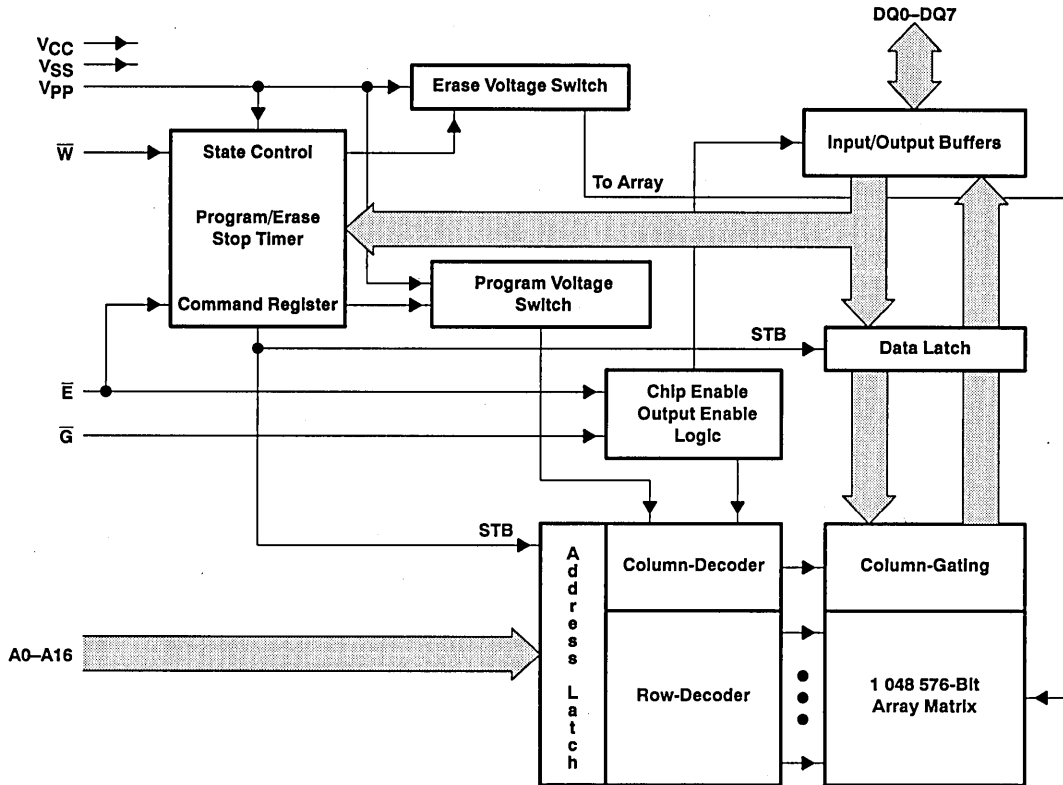 DQ0–DQ7
VCC
VSS
VPP
Erase Voltage Switch
W̅
State Control
Input/Output Buffers
To Array
Program/Erase
Stop Timer
Program Voltage
Switch
Command Register
STB
Data Latch
E̅
Chip Enable
Output Enable
Logic
G̅
STB
Address Latch
Column-Decoder
Column-Gating
A0–A16
Row-Decoder
1 048 576-Bit
Array Matrix